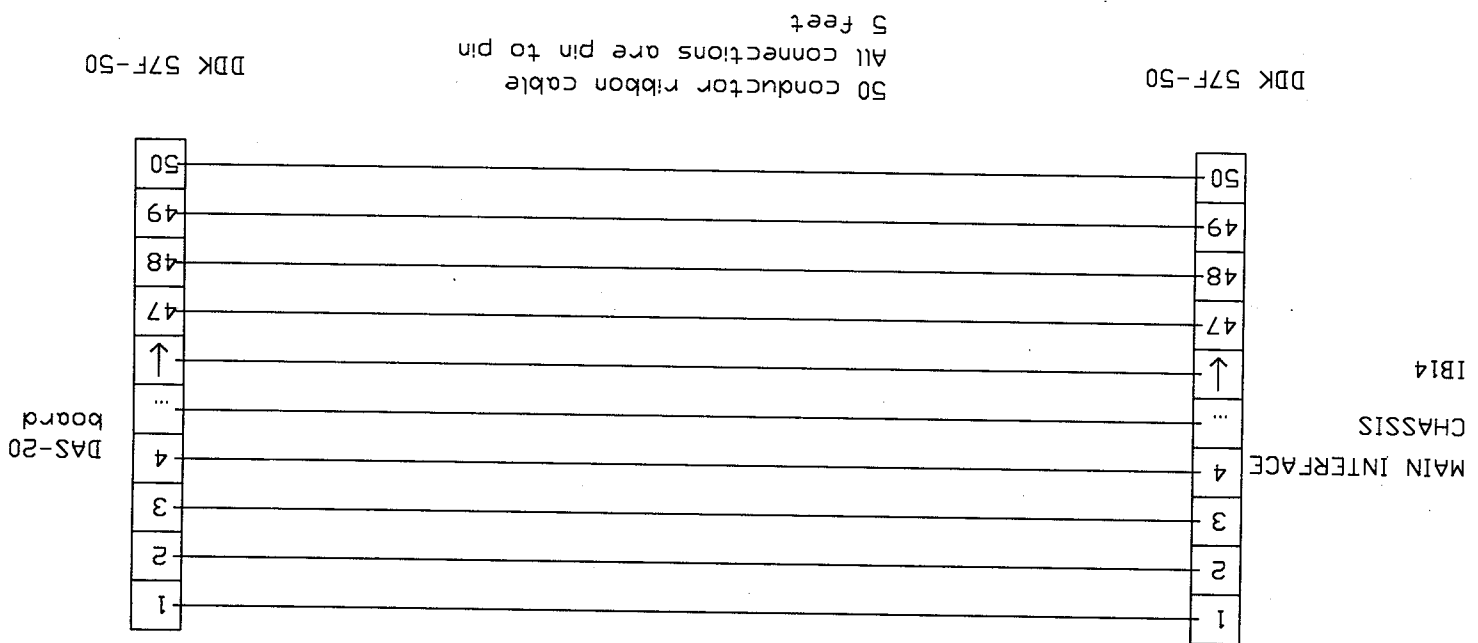 MAIN INTERFACE
CHASSIS
IB14
1
2
3
4
...
↓
47
48
49
50
1
2
3
4
...
↓
47
48
49
50
DAS-20
board
DDK 57F-50
50 conductor ribbon cable
All connections are pin to pin
5 feet
DDK 57F-50